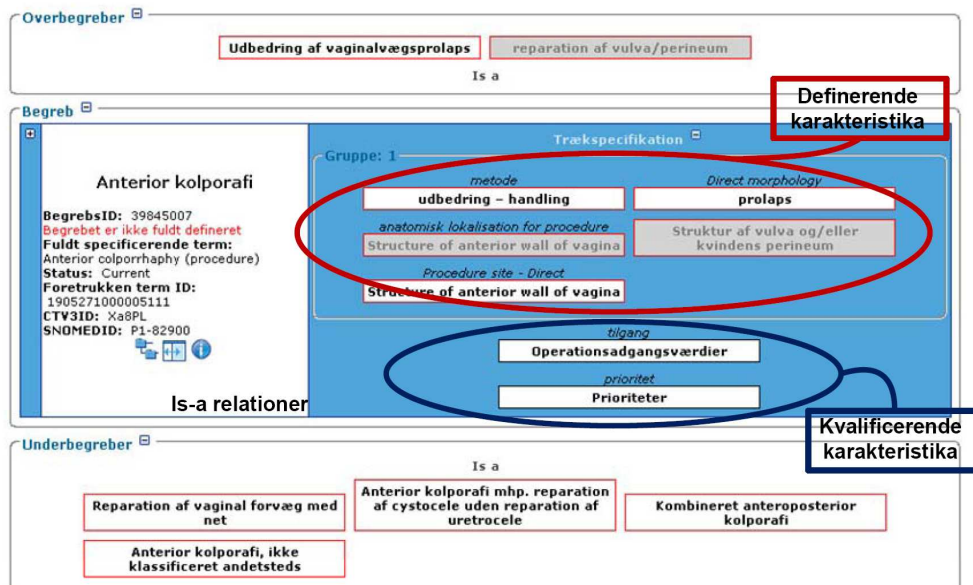 Overbegreber
Udbedring af vaginalvægsprolaps
reparation af vulva/perineum
Is a
Begreb
Definerende
karakteristika
Trækspecifikation
Gruppe: 1
Anterior kolporafi
metode
udbedring – handling
Direct morphology
prolaps
BegrebsID: 39845007
Begrebet er ikke fuldt defineret
Fuldt specificerende term:
Anterior colporrhaphy (procedure)
Status: Current
Foretrukken term ID:
1905271000005111
CTV3ID: Xa8PL
SNOMEDID: P1-82900
anatomisk lokalisation for procedure
Structure of anterior wall of vagina
Struktur af vulva og/eller
kvindens perineum
Procedure site - Direct
Structure of anterior wall of vagina
tilgang
Operationsadgangsværdier
prioritet
Prioriteter
Is-a relationer
Kvalificerende
karakteristika
Underbegreber
Is a
Reparation af vaginal forvæg med
net
Anterior kolporafi mhp. reparation
af cystocele uden reparation af
uretrocele
Kombineret anteroposterior
kolporafi
Anterior kolporafi, ikke
klassificeret andetsteds